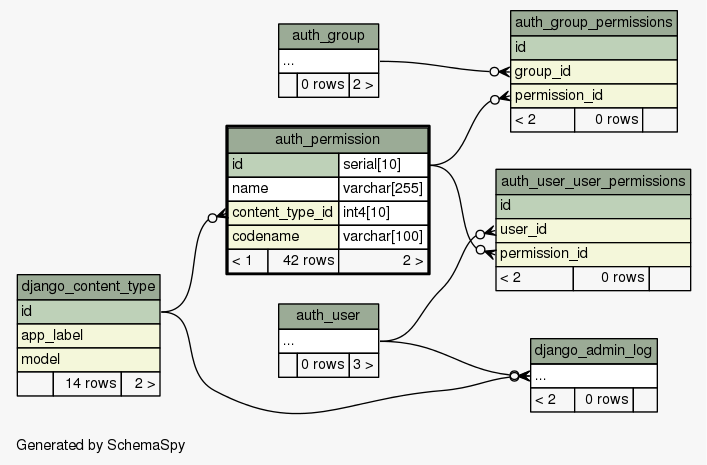 auth_group
...
0 rows 2 >
auth_group_permissions
id
group_id
permission_id
< 2 0 rows
auth_permission
id serial[10]
name varchar[255]
content_type_id int4[10]
codename varchar[100]
< 1 42 rows 2 >
auth_user_user_permissions
id
user_id
permission_id
< 2 0 rows
django_content_type
id
app_label
model
14 rows 2 >
auth_user
...
0 rows 3 >
django_admin_log
...
< 2 0 rows
Generated by SchemaSpy